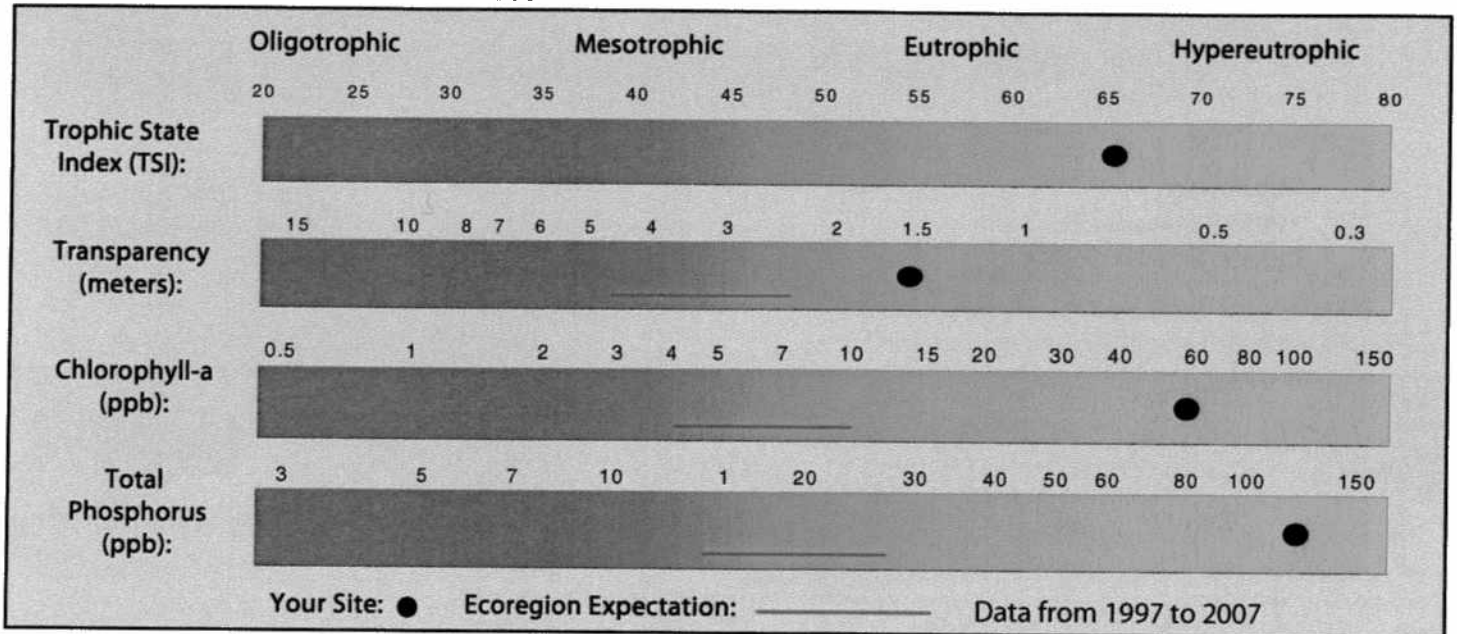 Oligotrophic Mesotrophic Eutrophic Hypereutrophic
20 25 30 35 40 45 50 55 60 65 70 75 80
Trophic State
Index (TSI):
15 10 8 7 6 5 4 3 2 1.5 1 0.5 0.3
Transparency
(meters):
0.5 1 2 3 4 5 7 10 15 20 30 40 60 80 100 150
Chlorophyll-a
(ppb):
3 5 7 10 1 20 30 40 50 60 80 100 150
Total
Phosphorus
(ppb):
Your Site: Ecoregion Expectation: Data from 1997 to 2007